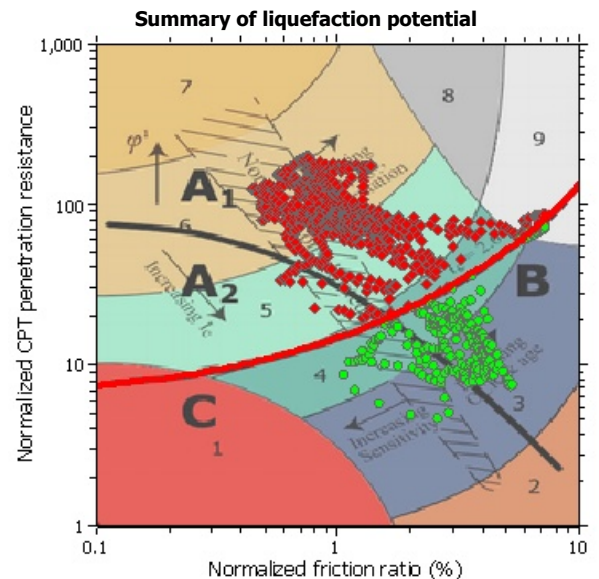 Summary of liquefaction potential
1,000
7
8
9
φ'
A1
100
6
A2
Increasing Ic
B
5
10
4
3
C
Increasing
Sensitivity
1
2
1
0.1
1
10
Normalized CPT penetration resistance
Normalized friction ratio (%)